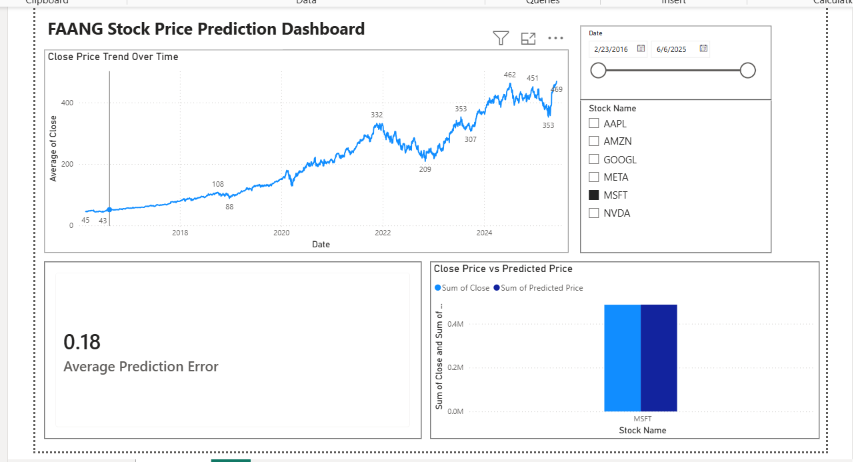 Clipboard
Data
Queries
Insert
FAANG Stock Price Prediction Dashboard
Close Price Trend Over Time
Average of Close
400
200
0
45
43
108
88
332
209
353
307
462
451
353
469
2018
2020
2022
2024
Date
Date
2/23/2016
6/6/2025
Stock Name
AAPL
AMZN
GOOGL
META
MSFT
NVDA
0.18
Average Prediction Error
Close Price vs Predicted Price
Sum of Close
Sum of Predicted Price
Sum of Close and Sum of ...
0.4M
0.2M
0.0M
MSFT
Stock Name